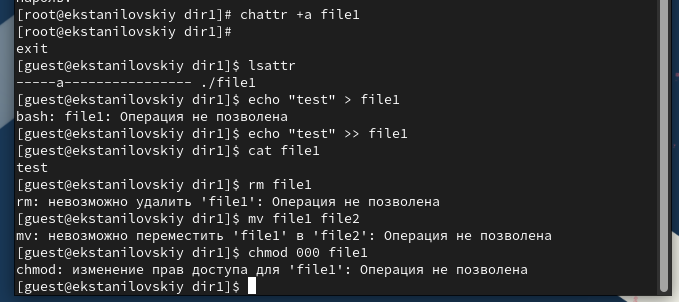 пароль:
[root@ekstanilovskiy dir1]# chattr +a file1
[root@ekstanilovskiy dir1]#
exit
[guest@ekstanilovskiy dir1]$ lsattr
-----a---------------- ./file1
[guest@ekstanilovskiy dir1]$ echo "test" > file1
bash: file1: Операция не позволена
[guest@ekstanilovskiy dir1]$ echo "test" >> file1
[guest@ekstanilovskiy dir1]$ cat file1
test
[guest@ekstanilovskiy dir1]$ rm file1
rm: невозможно удалить 'file1': Операция не позволена
[guest@ekstanilovskiy dir1]$ mv file1 file2
mv: невозможно переместить 'file1' в 'file2': Операция не позволена
[guest@ekstanilovskiy dir1]$ chmod 000 file1
chmod: изменение прав доступа для 'file1': Операция не позволена
[guest@ekstanilovskiy dir1]$